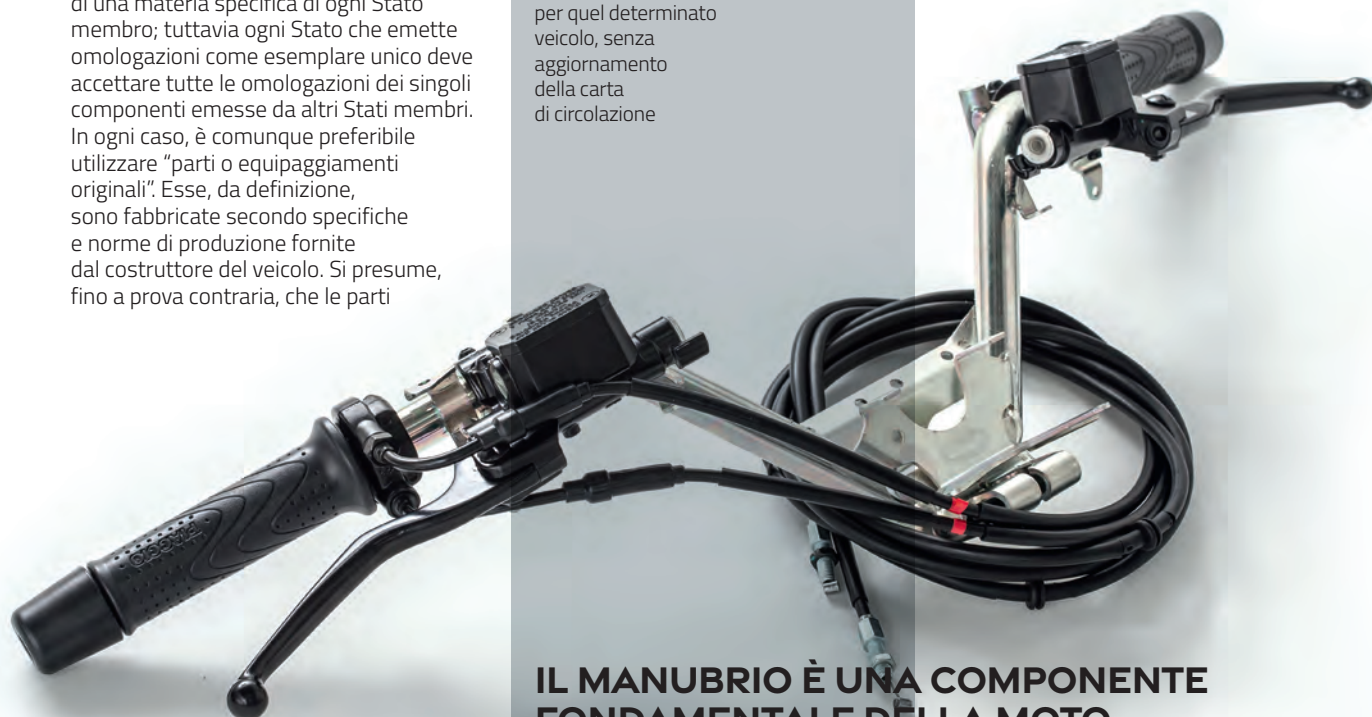 di una materia specifica di ogni Stato
membro; tuttavia ogni Stato che emette
omologazioni come esemplare unico deve
accettare tutte le omologazioni dei singoli
componenti emesse da altri Stati membri.
In ogni caso, è comunque preferibile
utilizzare “parti o equipaggiamenti
originali”. Esse, da definizione,
sono fabbricate secondo specifiche
e norme di produzione fornite
dal costruttore del veicolo. Si presume,
fino a prova contraria, che le parti
per quel determinato
veicolo, senza
aggiornamento
della carta
di circolazione
PIAGGIO
IL MANUBRIO È UNA COMPONENTE
FONDAMENTALE DELLA MOTO